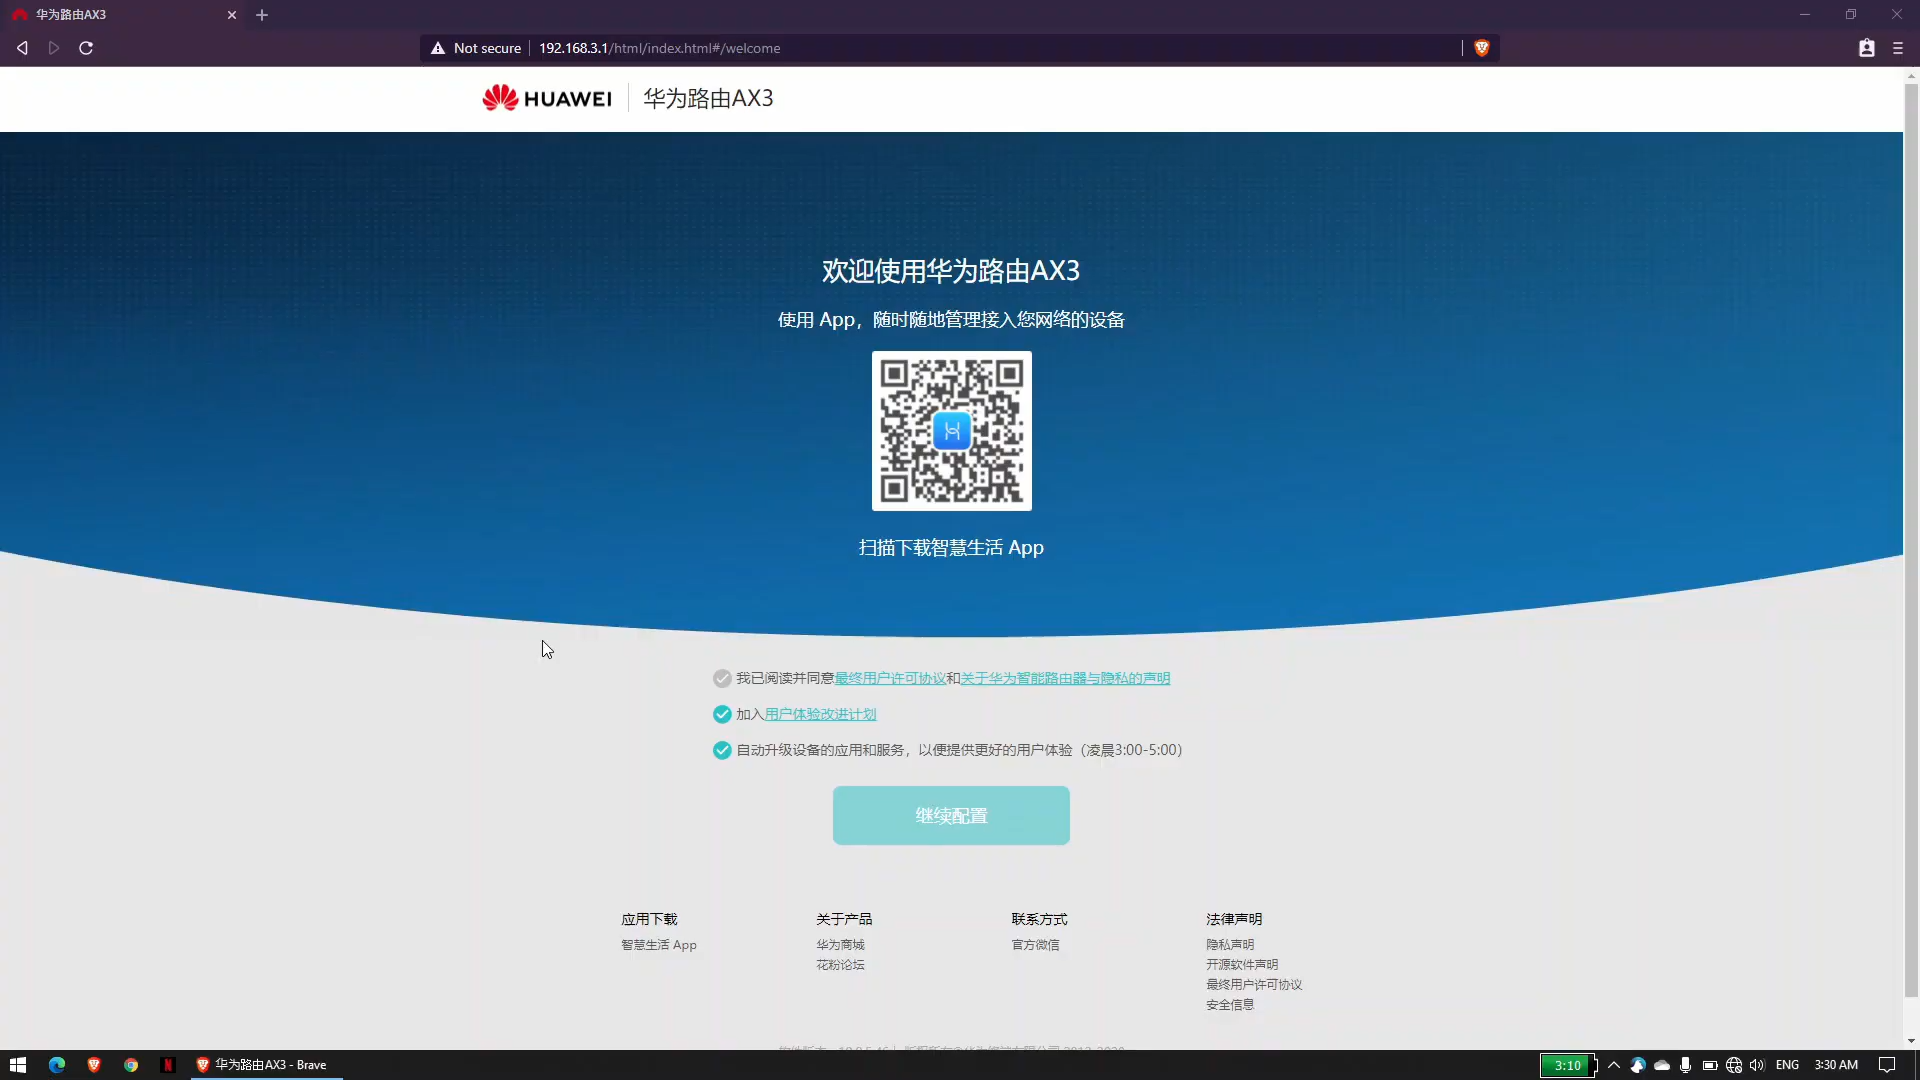 华为路由AX3
Not secure
192.168.3.1/html/index.html#/welcome
HUAWEI
华为路由AX3
欢迎使用华为路由AX3
使用 App，随时随地管理接入您网络的设备
扫描下载智慧生活 App
我已阅读并同意最终用户许可协议和关于华为智能路由器与隐私的声明
加入用户体验改进计划
自动升级设备的应用和服务，以便提供更好的用户体验（凌晨3:00-5:00）
继续配置
应用下载
智慧生活 App
关于产品
华为商城
花粉论坛
联系方式
官方微信
法律声明
隐私声明
开源软件声明
最终用户许可协议
安全信息
华为路由AX3 - Brave
3:10
ENG
3:30 AM